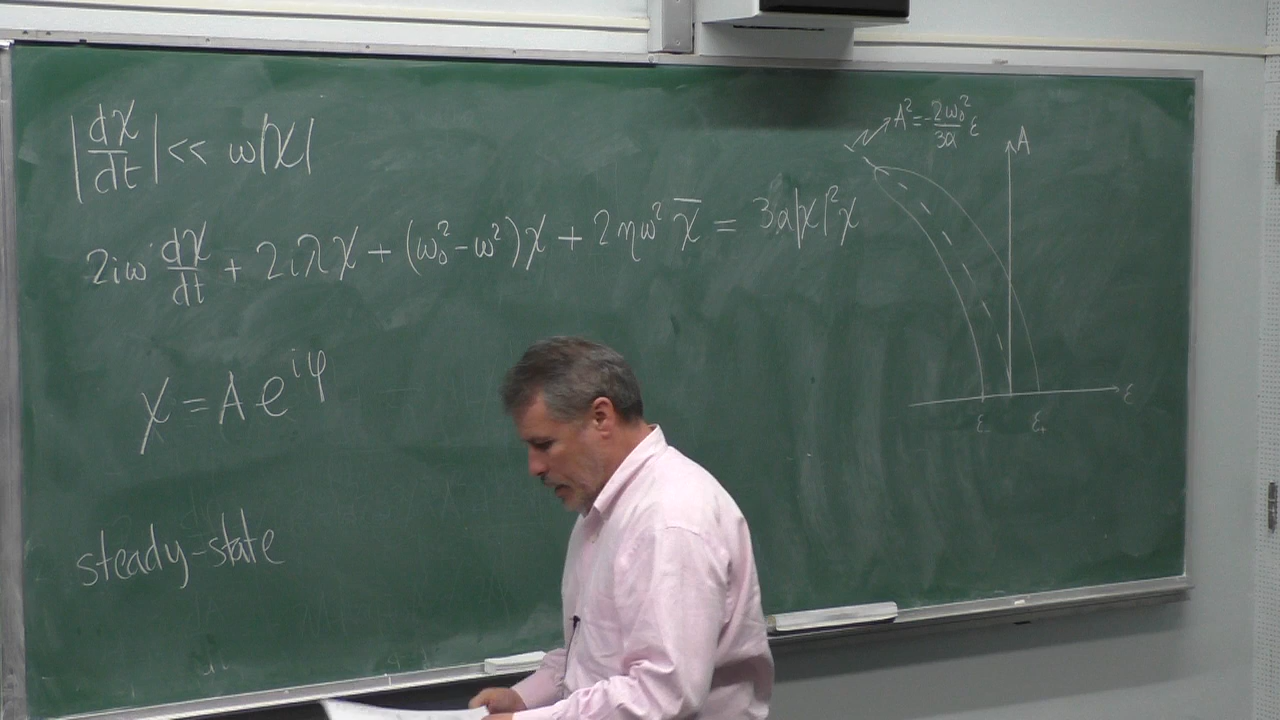 |dχ/dt| << ω|χ|
2iω dχ/dt + 2iλχ + (ω₀² - ω²)χ + 2ηω² χ̅ = 3α|χ|²χ
χ = A e^{iφ}
steady-state
A² = -2ω₀²/3α ε
A
ε
ε₋ ε₊